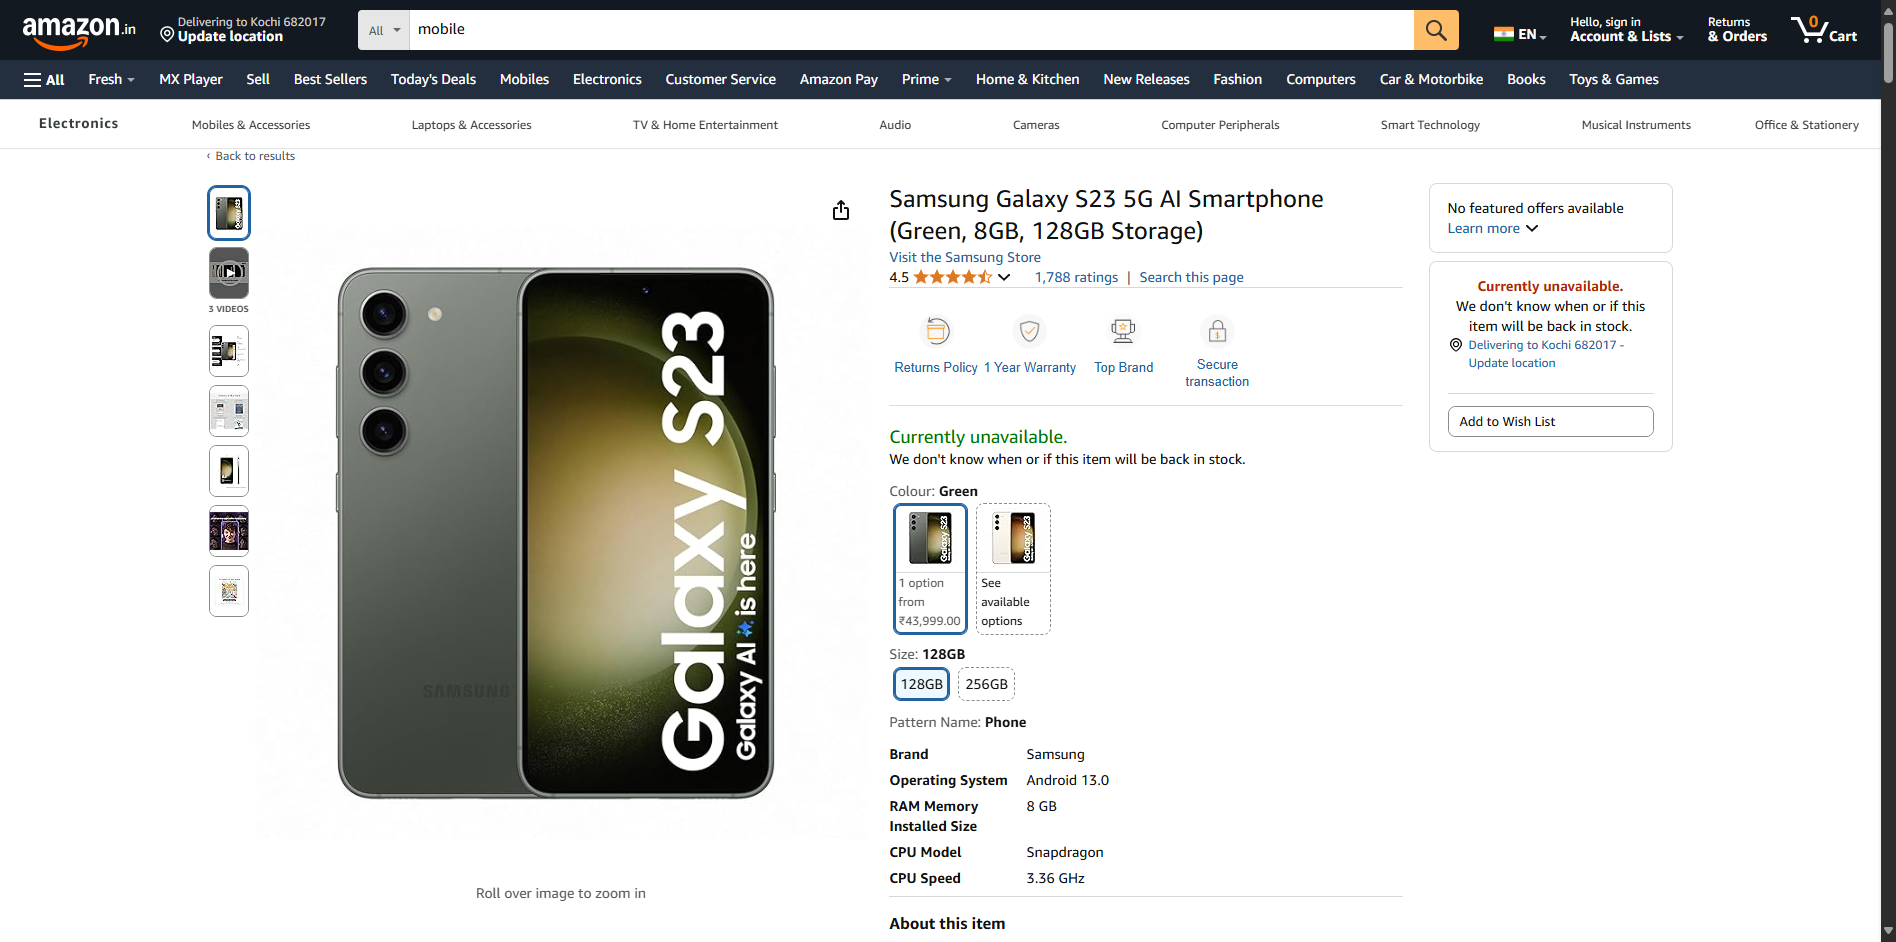 amazon.in
Delivering to Kochi 682017
Update location
All
mobile
EN
Hello, sign in
Account & Lists
Returns
& Orders
0
Cart
All
Fresh
MX Player
Sell
Best Sellers
Today's Deals
Mobiles
Electronics
Customer Service
Amazon Pay
Prime
Home & Kitchen
New Releases
Fashion
Computers
Car & Motorbike
Books
Toys & Games
Electronics
Mobiles & Accessories
Laptops & Accessories
TV & Home Entertainment
Audio
Cameras
Computer Peripherals
Smart Technology
Musical Instruments
Office & Stationery
‹ Back to results
3 VIDEOS
SAMSUNG
Galaxy S23
Galaxy AI is here
Roll over image to zoom in
Samsung Galaxy S23 5G AI Smartphone
(Green, 8GB, 128GB Storage)
Visit the Samsung Store
4.5
1,788 ratings | Search this page
Returns Policy
1 Year Warranty
Top Brand
Secure
transaction
Currently unavailable.
We don't know when or if this item will be back in stock.
Colour: Green
Galaxy S23
1 option
from
₹43,999.00
Galaxy S23
See
available
options
Size: 128GB
128GB
256GB
Pattern Name: Phone
Brand Samsung
Operating System Android 13.0
RAM Memory 8 GB
Installed Size
CPU Model Snapdragon
CPU Speed 3.36 GHz
About this item
No featured offers available
Learn more
Currently unavailable.
We don't know when or if this
item will be back in stock.
Delivering to Kochi 682017 -
Update location
Add to Wish List